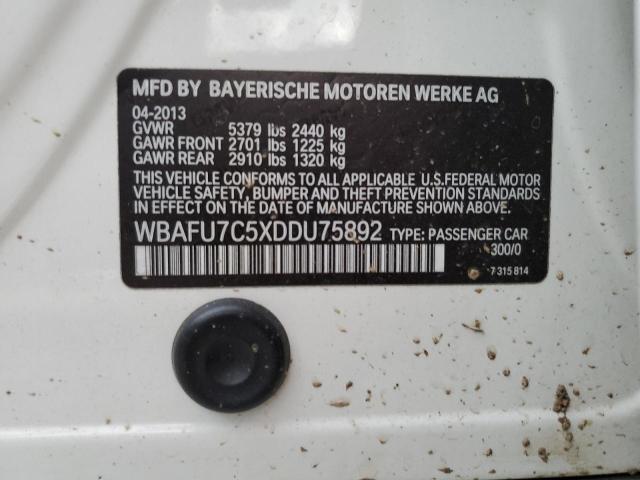 MFD BY BAYERISCHE MOTOREN WERKE AG
04-2013
GVWR 5379 lbs 2440 kg
GAWR FRONT 2701 lbs 1225 kg
GAWR REAR 2910 lbs 1320 kg
THIS VEHICLE CONFORMS TO ALL APPLICABLE U.S.FEDERAL MOTOR
VEHICLE SAFETY, BUMPER AND THEFT PREVENTION STANDARDS
IN EFFECT ON THE DATE OF MANUFACTURE SHOWN ABOVE.
WBAFU7C5XDDU75892 TYPE: PASSENGER CAR
300/0
7 315 814